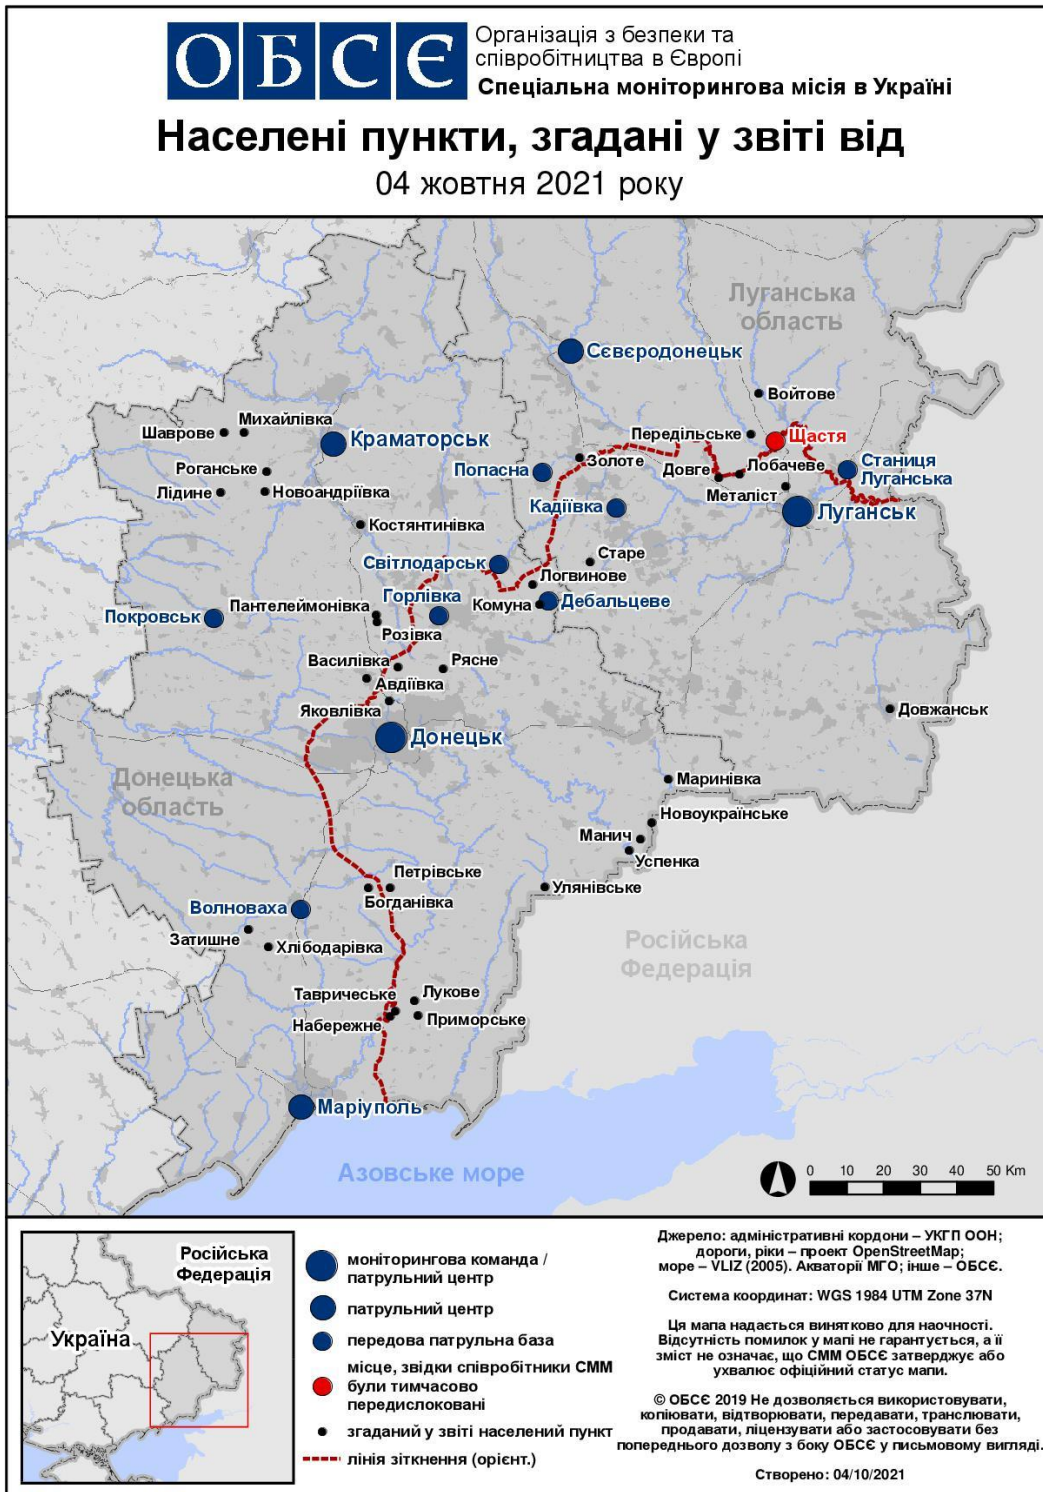 ОБСЄ
Організація з безпеки та
співробітництва в Європі
Спеціальна моніторингова місія в Україні
Населені пункти, згадані у звіті від
04 жовтня 2021 року
Луганська
область
Сєвєродонецьк
Войтове
Михайлівка
Шаврове
Краматорськ
Передільське
Щастя
Золоте
Попасна
Довге
Лобачеве
Станиця
Луганська
Роганське
Лідине
Новоандріївка
Металіст
Кадіївка
Луганськ
Костянтинівка
Старе
Світлодарськ
Логвинове
Горлівка
Комуна
Дебальцеве
Пантелеймонівка
Покровськ
Розівка
Василівка
Рясне
Авдіївка
Яковлівка
Довжанськ
Донецьк
Донецька
область
Маринівка
Новоукраїнське
Манич
Успенка
Петрівське
Улянівське
Богданівка
Волноваха
Затишне
Хлібодарівка
Російська
Федерація
Тавричеське
Лукове
Набережне
Приморське
Маріуполь
Азовське море
0 10 20 30 40 50 Km
Російська
Федерація
Україна
моніторингова команда /
патрульний центр
патрульний центр
передова патрульна база
місце, звідки співробітники СММ
були тимчасово
передислоковані
згаданий у звіті населений пункт
лінія зіткнення (орієнт.)
Джерело: адміністративні кордони – УКГП ООН;
дороги, ріки – проект OpenStreetMap;
море – VLIZ (2005). Акваторії МГО; інше – ОБСЄ.
Система координат: WGS 1984 UTM Zone 37N
Ця мапа надається винятково для наочності.
Відсутність помилок у мапі не гарантується, а її
зміст не означає, що СММ ОБСЄ затверджує або
ухвалює офіційний статус мапи.
© ОБСЄ 2019 Не дозволяється використовувати,
копіювати, відтворювати, передавати, транслювати,
продавати, ліцензувати або застосовувати без
попереднього дозволу з боку ОБСЄ у письмовому вигляді.
Створено: 04/10/2021